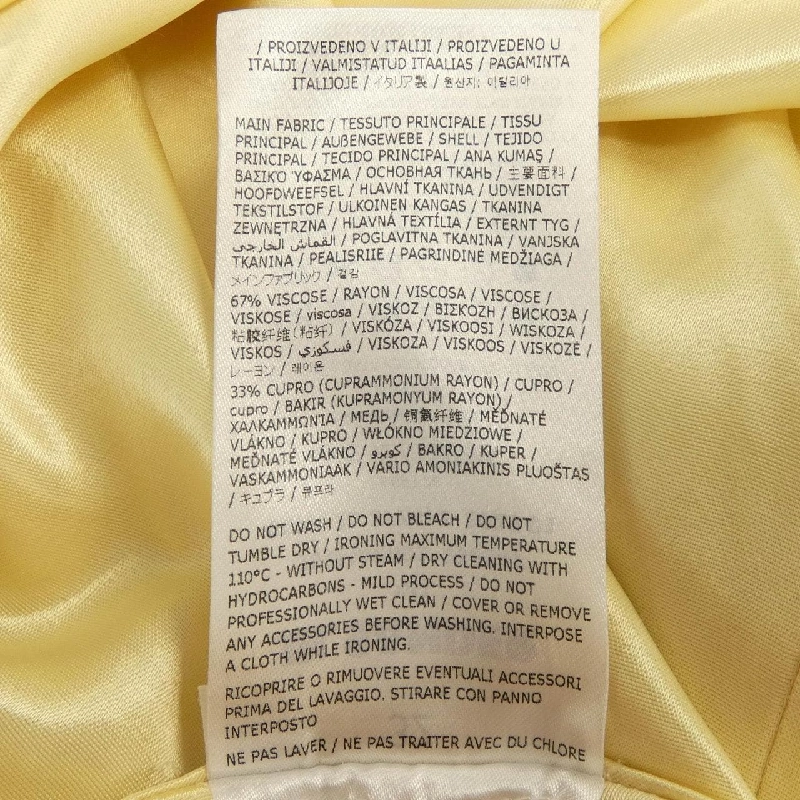 / PROIZVEDENO V ITALIJI / PROIZVEDENO U
ITALIJI / VALMISTATUD ITAALIAS / PAGAMINTA
ITALIJOJE / イタリア製 / 원산지: 이탈리아
MAIN FABRIC / TESSUTO PRINCIPALE / TISSU
PRINCIPAL / AUßENGEWEBE / SHELL / TEJIDO
PRINCIPAL / TECIDO PRINCIPAL / ANA KUMAŞ /
ΒΑΣΙΚΌ ΎΦΑΣΜΑ / ОСНОВНАЯ ТКАНЬ / 主要面料 /
HOOFDWEEFSEL / HLAVNÍ TKANINA / UDVENDIGT
TEKSTILSTOF / ULKOINEN KANGAS / TKANINA
ZEWNĘTRZNA / HLAVNÁ TEXTÍLIA / EXTERNT TYG /
القماش الخارجي / POGLAVITNA TKANINA / VANJSKA
TKANINA / PEALISRIIE / PAGRINDINĖ MEDŽIAGA /
メインファブリック / 겉감
67% VISCOSE / RAYON / VISCOSA / VISCOSE /
VISKOSE / viscosa / VISKOZ / ΒΙΣΚΟΖΗ / ВИСКОЗА /
粘胶纤维(粘纤) / VISKÓZA / VISKOOSI / WISKOZA /
VISKOS / فسكوزي / VISKOZA / VISKOOS / VISKOZĖ /
レーヨン / 레이온
33% CUPRO (CUPRAMMONIUM RAYON) / CUPRO /
cupro / BAKIR (KUPRAMONYUM RAYON) /
ΧΑΛΚΑΜΜΩΝΊΑ / МЕДЬ / 铜氨纤维 / MĚĎNATÉ
VLÁKNO / KUPRO / WŁÓKNO MIEDZIOWE /
MEĎNATÉ VLÁKNO / كوبرو / BAKRO / KUPER /
VASKAMMONIAAK / VARIO AMONIAKINIS PLUOŠTAS
/ キュプラ / 큐프라
DO NOT WASH / DO NOT BLEACH / DO NOT
TUMBLE DRY / IRONING MAXIMUM TEMPERATURE
110°C - WITHOUT STEAM / DRY CLEANING WITH
HYDROCARBONS - MILD PROCESS / DO NOT
PROFESSIONALLY WET CLEAN / COVER OR REMOVE
ANY ACCESSORIES BEFORE WASHING. INTERPOSE
A CLOTH WHILE IRONING.
RICOPRIRE O RIMUOVERE EVENTUALI ACCESSORI
PRIMA DEL LAVAGGIO. STIRARE CON PANNO
INTERPOSTO
NE PAS LAVER / NE PAS TRAITER AVEC DU CHLORE